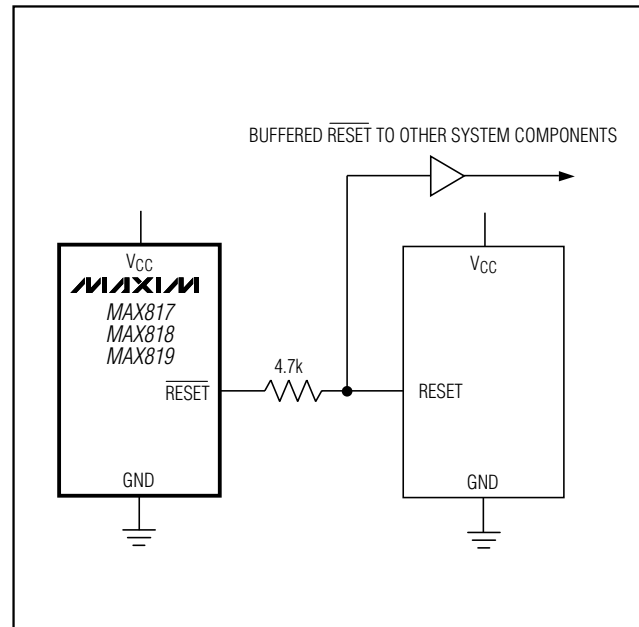 BUFFERED RESET TO OTHER SYSTEM COMPONENTS
VCC
MAXIM
MAX817
MAX818
MAX819
RESET
GND
4.7k
VCC
RESET
GND